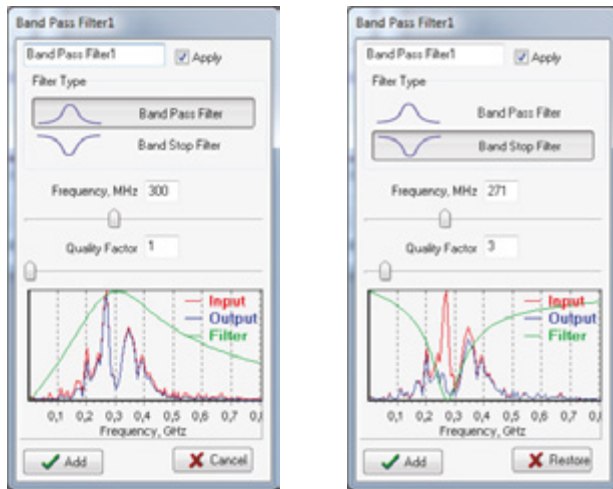 Band Pass Filter1
Band Pass Filter1 Apply
Filter Type
Band Pass Filter
Band Stop Filter
Frequency, MHz 300
Quality Factor 1
Input
Output
Filter
0,1 0,2 0,3 0,4 0,5 0,6 0,7 0,8
Frequency, GHz
Add Cancel
Band Pass Filter1
Band Pass Filter1 Apply
Filter Type
Band Pass Filter
Band Stop Filter
Frequency, MHz 271
Quality Factor 3
Input
Output
Filter
0,1 0,2 0,3 0,4 0,5 0,6 0,7 0,8
Frequency, GHz
Add Restore